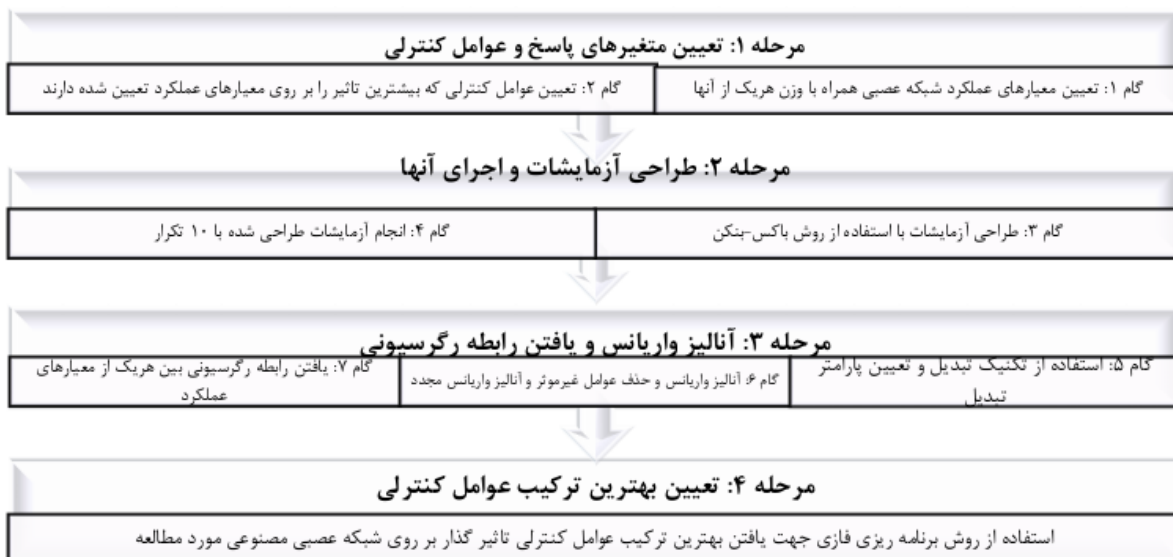 مرحله ۱: تعیین متغیرهای پاسخ و عوامل کنترلی
گام ۱: تعیین معیارهای عملکرد شبکه عصبی همراه با وزن هریک از آنها
گام ۲: تعیین عوامل کنترلی که بیشترین تاثیر را بر روی معیارهای عملکرد تعیین شده دارند
مرحله ۲: طراحی آزمایشات و اجرای آنها
گام ۳: طراحی آزمایشات با استفاده از روش باکس-بنکن
گام ۴: انجام آزمایشات طراحی شده با ۱۰ تکرار
مرحله ۳: آنالیز واریانس و یافتن رابطه رگرسیونی
گام ۵: استفاده از تکنیک تبدیل و تعیین پارامتر
تبدیل
گام ۶: آنالیز واریانس و حذف عوامل غیرموثر و آنالیز واریانس مجدد
گام ۷: یافتن رابطه رگرسیونی بین هریک از معیارهای
عملکرد
مرحله ۴: تعیین بهترین ترکیب عوامل کنترلی
استفاده از روش برنامه ریزی فازی جهت یافتن بهترین ترکیب عوامل کنترلی تاثیر گذار بر روی شبکه عصبی مصنوعی مورد مطالعه